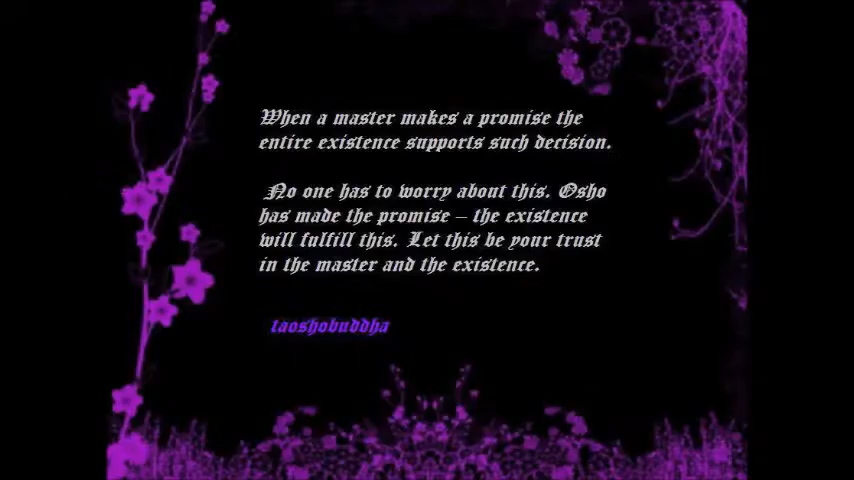 When a master makes a promise the
entire existence supports such decision.
No one has to worry about this. Osho
has made the promise – the existence
will fulfill this. Let this be your trust
in the master and the existence.
taoshobuddha